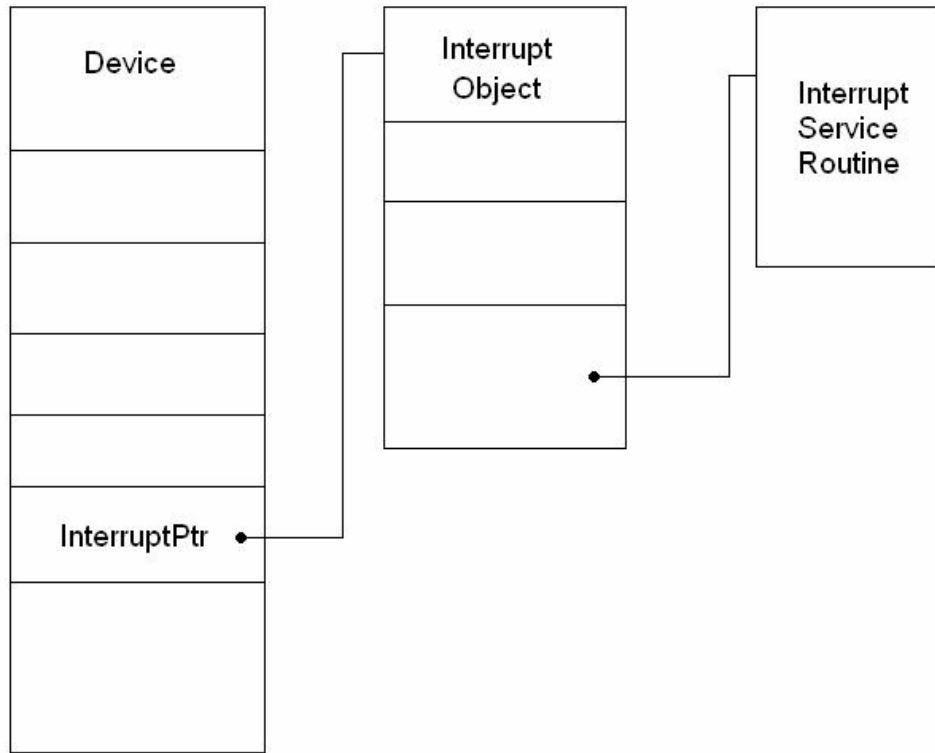 Device
InterruptPtr
Interrupt
Object
Interrupt
Service
Routine